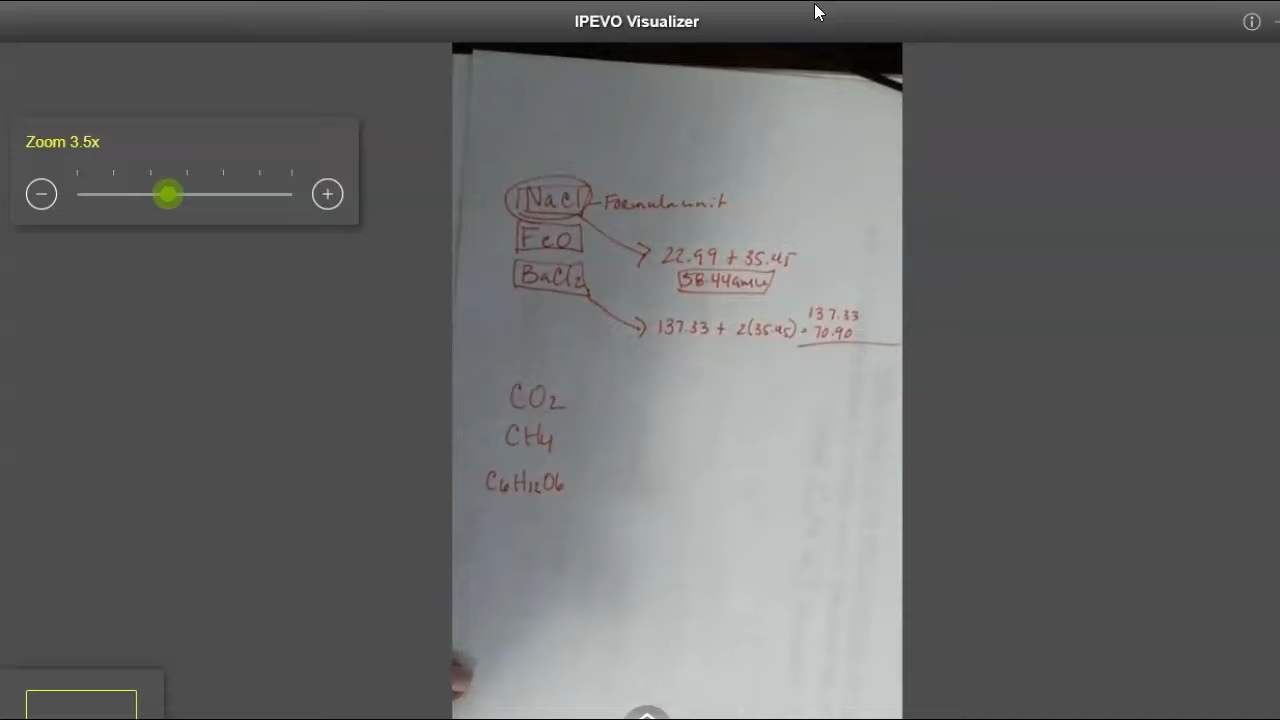 IPEVO Visualizer
Zoom 3.5x
NaCl - Formula unit
FeO
22.99 + 35.45
58.44amu
BaCl2
137.33 + 2(35.45) = 137.33
70.90
CO2
CH4
C6H12O6